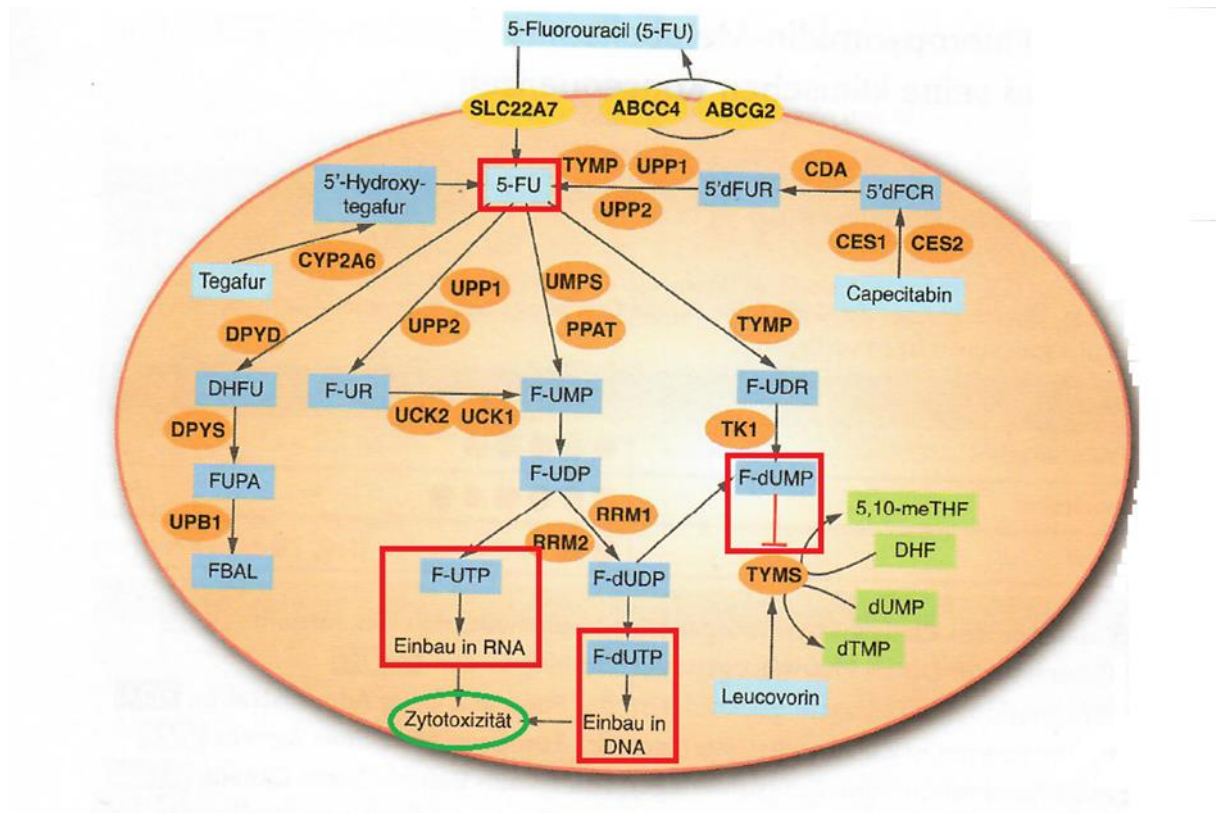 5-Fluorouracil (5-FU)
SLC22A7
ABCC4
ABCG2
5'-Hydroxy-
tegafur
5-FU
TYMP
UPP1
UPP2
5'dFUR
CDA
5'dFCR
CES1
CES2
Capecitabin
CYP2A6
Tegafur
UPP1
UPP2
UMPS
PPAT
TYMP
DPYD
DHFU
F-UR
UCK2
UCK1
F-UMP
F-UDR
DPYS
TK1
FUPA
F-UDP
F-dUMP
UPB1
RRM1
RRM2
FBAL
F-UTP
F-dUDP
TYMS
5,10-meTHF
DHF
dUMP
dTMP
Einbau in RNA
F-dUTP
Leucovorin
Zytotoxizität
Einbau in
DNA